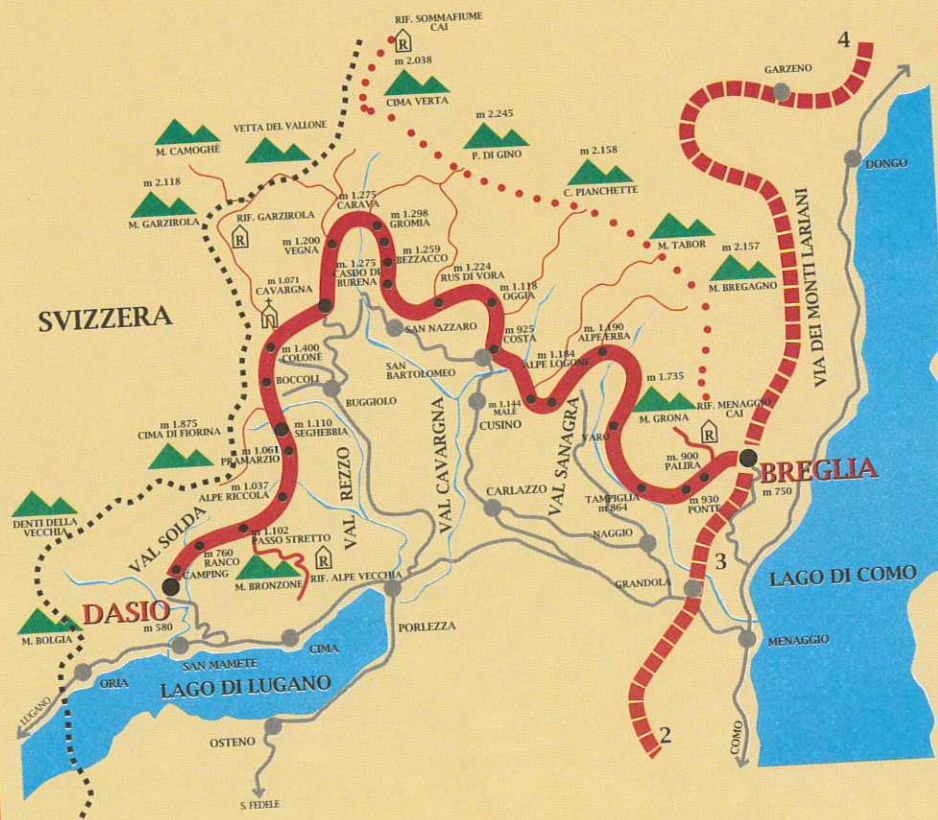 RIF. SOMMAFIUME
CAI
4
GARZENO
m 2.038
CIMA VERTA
VETTA DEL VALLONE
M. CAMOGHÈ
m 2.245
P. DI GINO
DONGO
m 2.118
M. GARZIROLA
RIF. GARZIROLA
m 1.275
CARAVA
m 1.298
GROMIA
m 2.158
C. PIANCHETTE
M. TABOR
m 2.157
M. BREGAGNO
VIA DEI MONTI LARIANI
m 1.200
VEGNA
m 1.259
BEZZACCO
m. 1.275
CASDO DI
BURENA
m 1.224
RUS DI VORA
m 1.118
OGGIA
m 1.071
CAVARGNA
SVIZZERA
SAN NAZZARO
m 925
COSTA
m. 1.190
ALPE ERBA
m 1.400
COLONÈ
SAN
BARTOLOMEO
m 1.184
ALPE LOGONE
BOCCOLI
BUGGIOLO
m 1.144
MALÈ
CUSINO
m 1.735
M. GRONA
RIF. MENAGGIO
CAI
m 1.875
CIMA DI FIORINA
m 1.110
SEGHEBBIA
m 1.061
PRAMARZIO
VAL REZZO
VAL CAVARGNA
VAL SANAGRA
VARO
m. 900
PALIRA
BREGLIA
m 750
m 1.037
ALPE RICCOLA
CARLAZZO
TAMPIGLIA
m 864
m 930
PONTE
DENTI DELLA
VECCHIA
VAL SOLDA
m 1.102
PASSO STRETTO
NAGGIO
m 760
RANCO
CAMPING
M. BRONZONE
RIF. ALPE VECCHIA
GRANDOLA
3
LAGO DI COMO
DASIO
m 580
M. BOLGIA
PORLEZZA
MENAGGIO
CIMA
SAN MAMETE
ORIA
LAGO DI LUGANO
LUGANO
OSTENO
2
COMO
S. FEDELE
R
R
R
R